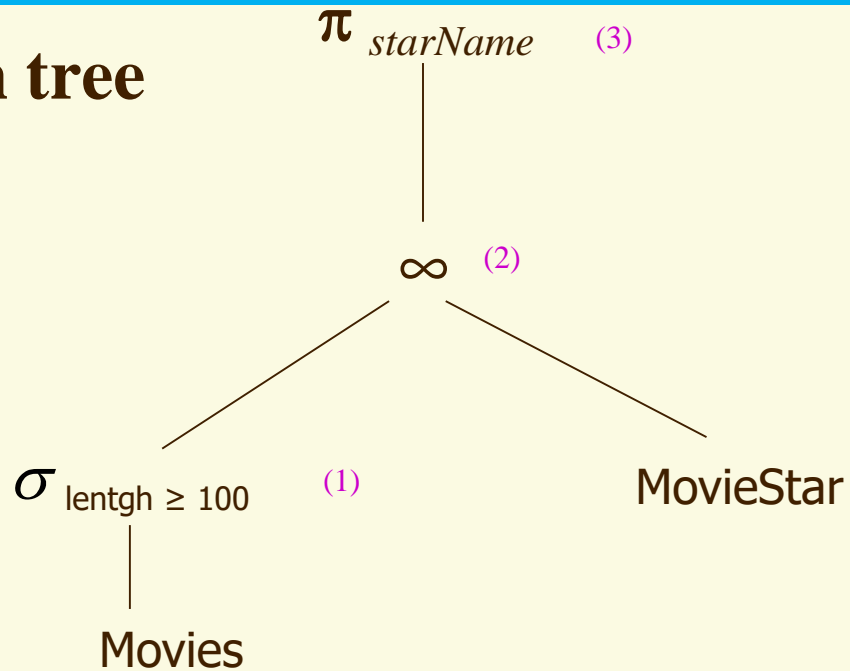 π starName (3)
tree
∞ (2)
σ lentgh ≥ 100 (1)
MovieStar
Movies